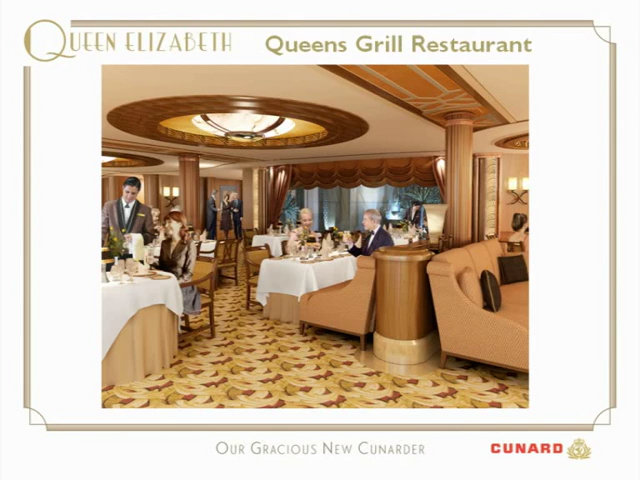 QUEEN ELIZABETH
Queens Grill Restaurant
OUR GRACIOUS NEW CUNARDER
CUNARD